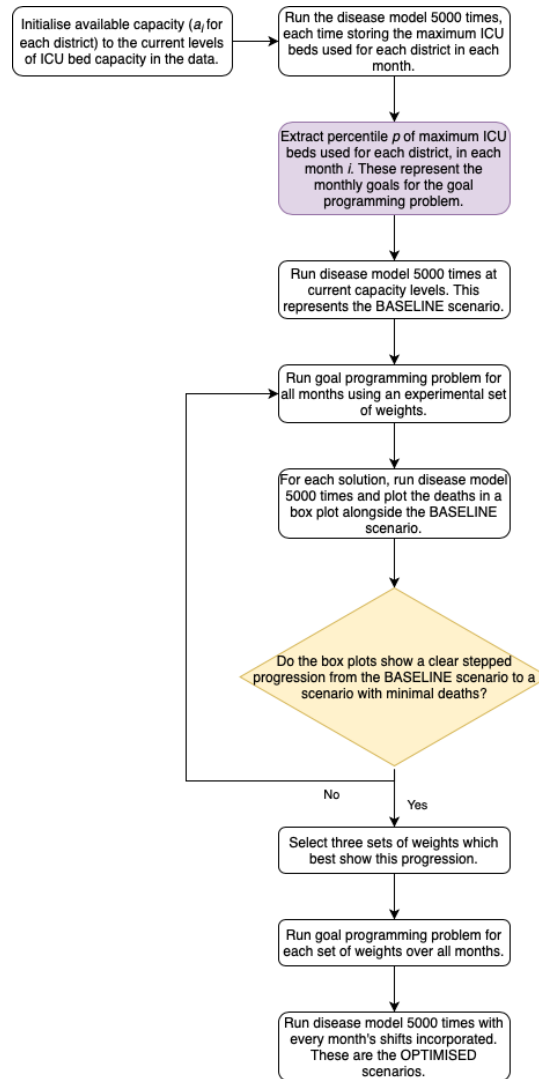 Initialise available capacity (ai for
each district) to the current levels
of ICU bed capacity in the data.
Run the disease model 5000 times,
each time storing the maximum ICU
beds used for each district in each
month.
Extract percentile p of maximum ICU
beds used for each district, in each
month i. These represent the
monthly goals for the goal
programming problem.
Run disease model 5000 times at
current capacity levels. This
represents the BASELINE scenario.
Run goal programming problem for
all months using an experimental set
of weights.
For each solution, run disease model
5000 times and plot the deaths in a
box plot alongside the BASELINE
scenario.
Do the box plots show a clear stepped
progression from the BASELINE scenario to a
scenario with minimal deaths?
No
Yes
Select three sets of weights which
best show this progression.
Run goal programming problem for
each set of weights over all months.
Run disease model 5000 times with
every month's shifts incorporated.
These are the OPTIMISED
scenarios.